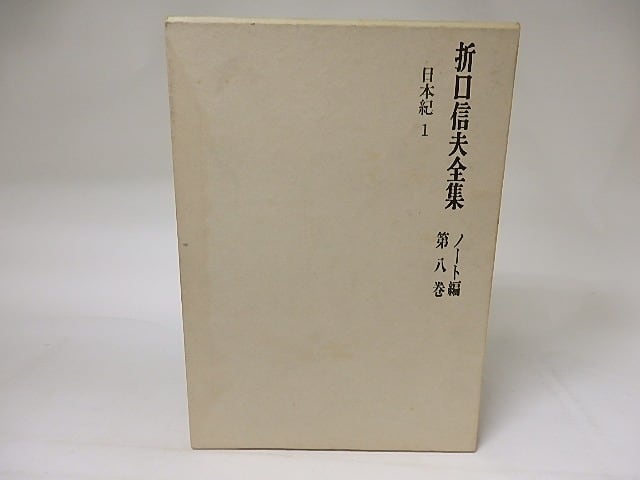 折口信夫全集
ノート編
第八巻
日本紀 1